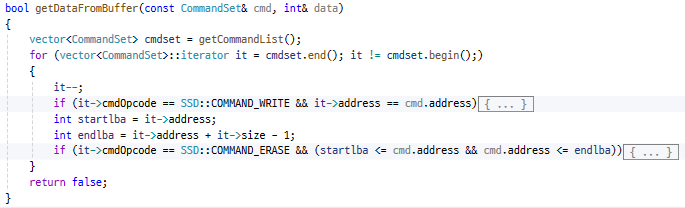 bool getDataFromBuffer(const CommandSet& cmd, int& data)
{
    vector<CommandSet> cmdset = getCommandList();
    for (vector<CommandSet>::iterator it = cmdset.end(); it != cmdset.begin();)
    {
        it--;
        if (it->cmdOpcode == SSD::COMMAND_WRITE && it->address == cmd.address){ ... }
        int startlba = it->address;
        int endlba = it->address + it->size - 1;
        if (it->cmdOpcode == SSD::COMMAND_ERASE && (startlba <= cmd.address && cmd.address <= endlba)){ ... }
    }
    return false;
}